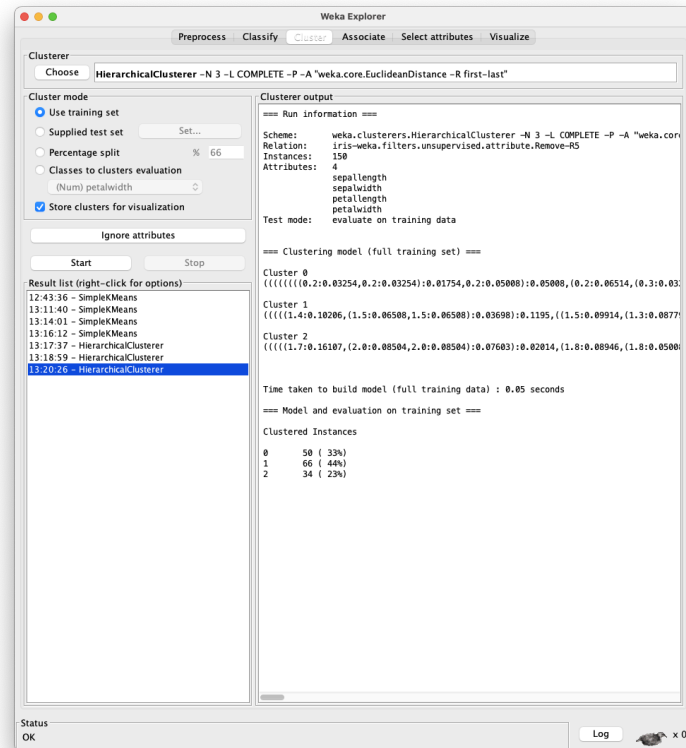 Weka Explorer
Preprocess Classify Cluster Associate Select attributes Visualize
Clusterer
Choose HierarchicalClusterer -N 3 -L COMPLETE -P -A "weka.core.EuclideanDistance -R first-last"
Cluster mode
Use training set
Supplied test set Set...
Percentage split % 66
Classes to clusters evaluation
(Num) petalwidth
Store clusters for visualization
Ignore attributes
Start Stop
Result list (right-click for options)
12:43:36 - SimpleKMeans
13:11:40 - SimpleKMeans
13:14:01 - SimpleKMeans
13:16:12 - SimpleKMeans
13:17:37 - HierarchicalClusterer
13:18:59 - HierarchicalClusterer
13:20:26 - HierarchicalClusterer
Clusterer output
=== Run information ===
Scheme: weka.clusterers.HierarchicalClusterer -N 3 -L COMPLETE -P -A "weka.core
Relation: iris-weka.filters.unsupervised.attribute.Remove-R5
Instances: 150
Attributes: 4
sepallength
sepalwidth
petallength
petalwidth
Test mode: evaluate on training data
=== Clustering model (full training set) ===
Cluster 0
((((((((0.2:0.03254,0.2:0.03254):0.01754,0.2:0.05008):0.05008,(0.2:0.06514,(0.3:0.03
Cluster 1
(((((1.4:0.10206,(1.5:0.06508,1.5:0.06508):0.03698):0.1195,((1.5:0.09914,(1.3:0.0877
Cluster 2
(((((1.7:0.16107,(2.0:0.08504,2.0:0.08504):0.07603):0.02014,(1.8:0.08946,(1.8:0.0500
Time taken to build model (full training data) : 0.05 seconds
=== Model and evaluation on training set ===
Clustered Instances
0 50 ( 33%)
1 66 ( 44%)
2 34 ( 23%)
Status
OK
Log x 0